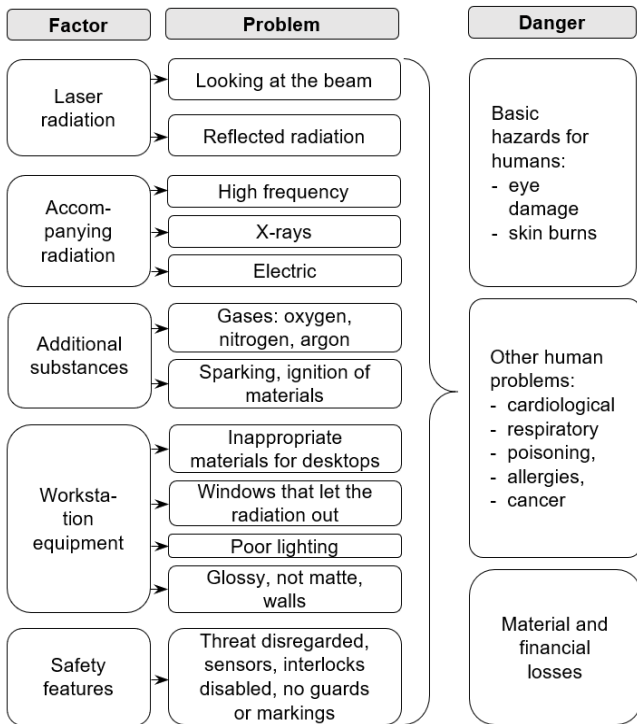 Factor
Problem
Danger
Laser
radiation
Looking at the beam
Reflected radiation
Accom-
panying
radiation
High frequency
X-rays
Electric
Additional
substances
Gases: oxygen,
nitrogen, argon
Sparking, ignition of
materials
Worksta-
tion
equipment
Inappropriate
materials for desktops
Windows that let the
radiation out
Poor lighting
Glossy, not matte,
walls
Safety
features
Threat disregarded,
sensors, interlocks
disabled, no guards
or markings
Basic
hazards for
humans:
- eye
damage
- skin burns
Other human
problems:
- cardiological
- respiratory
- poisoning,
- allergies,
- cancer
Material and
financial
losses